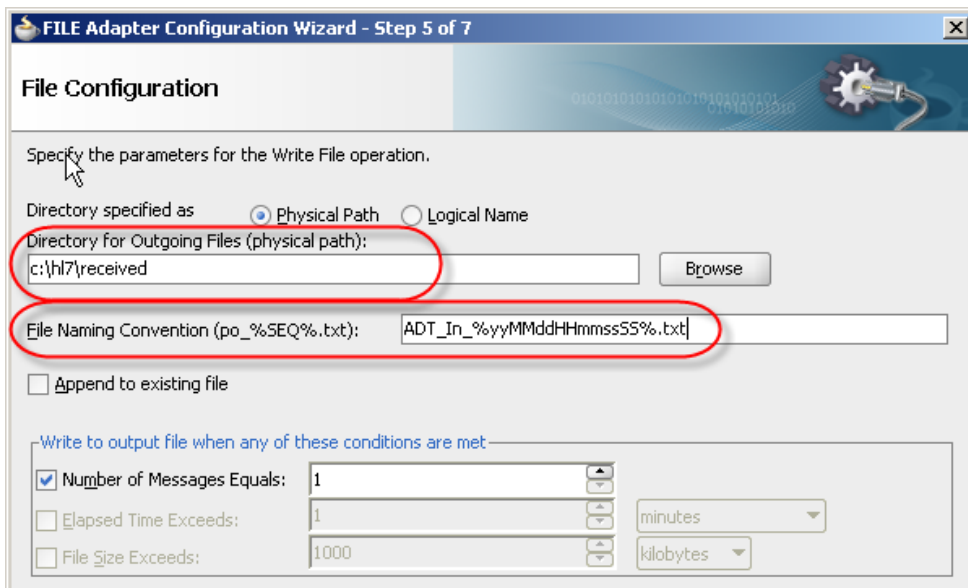 FILE Adapter Configuration Wizard - Step 5 of 7
File Configuration
0101010101010101010101010101
01010101010
Specify the parameters for the Write File operation.
Directory specified as Physical Path Logical Name
Directory for Outgoing Files (physical path):
c:\hl7\received Browse
File Naming Convention (po_%SEQ%.txt): ADT_In_%yyMMddHHmmssSS%.txt
Append to existing file
Write to output file when any of these conditions are met
Number of Messages Equals: 1
Elapsed Time Exceeds: 1 minutes
File Size Exceeds: 1000 kilobytes